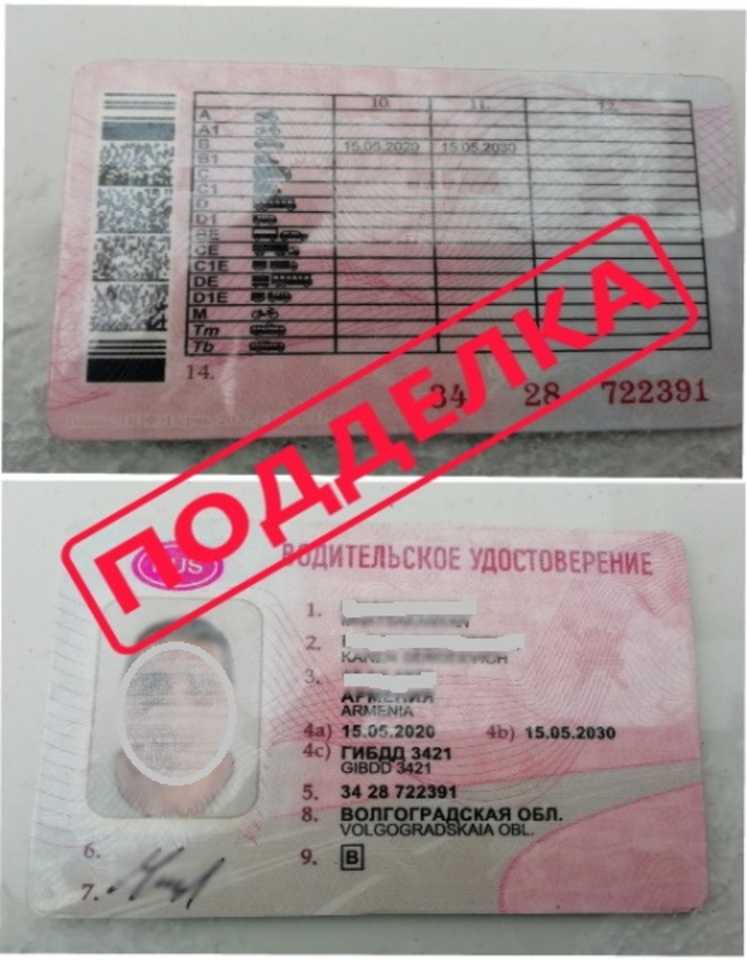 10. 11. 12.
A
A1
B 15.05.2020 15.05.2030
B1
C
C1
D
D1
BE
CE
C1E
DE
D1E
M
Tm
Tb
14.
34 28 722391
ПОДДЕЛКА
RUS
ВОДИТЕЛЬСКОЕ УДОСТОВЕРЕНИЕ
1.
2.
3.
АРМЕНИЯ
ARMENIA
4a) 15.05.2020 4b) 15.05.2030
4c) ГИБДД 3421
GIBDD 3421
5. 34 28 722391
8. ВОЛГОГРАДСКАЯ ОБЛ.
VOLGOGRADSKAIA OBL.
6.
9. B
7.